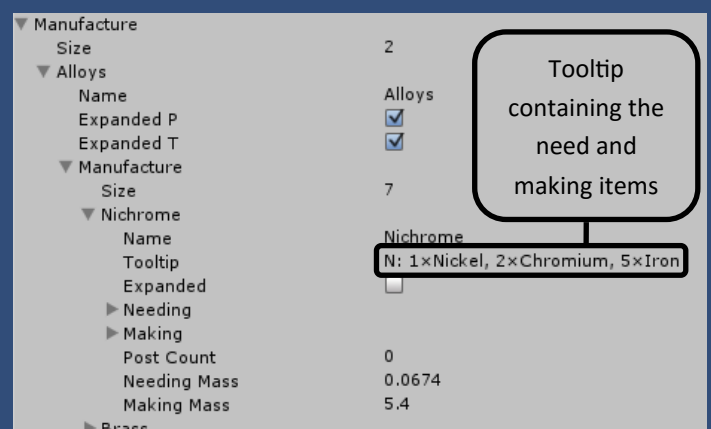 Manufacture
Size 2
Alloys
Name Alloys
Expanded P
Expanded T
Manufacture
Size 7
Nichrome
Name Nichrome
Tooltip N: 1×Nickel, 2×Chromium, 5×Iron
Expanded
Needing
Making
Post Count 0
Needing Mass 0.0674
Making Mass 5.4
Brass
Tooltip
containing the
need and
making items